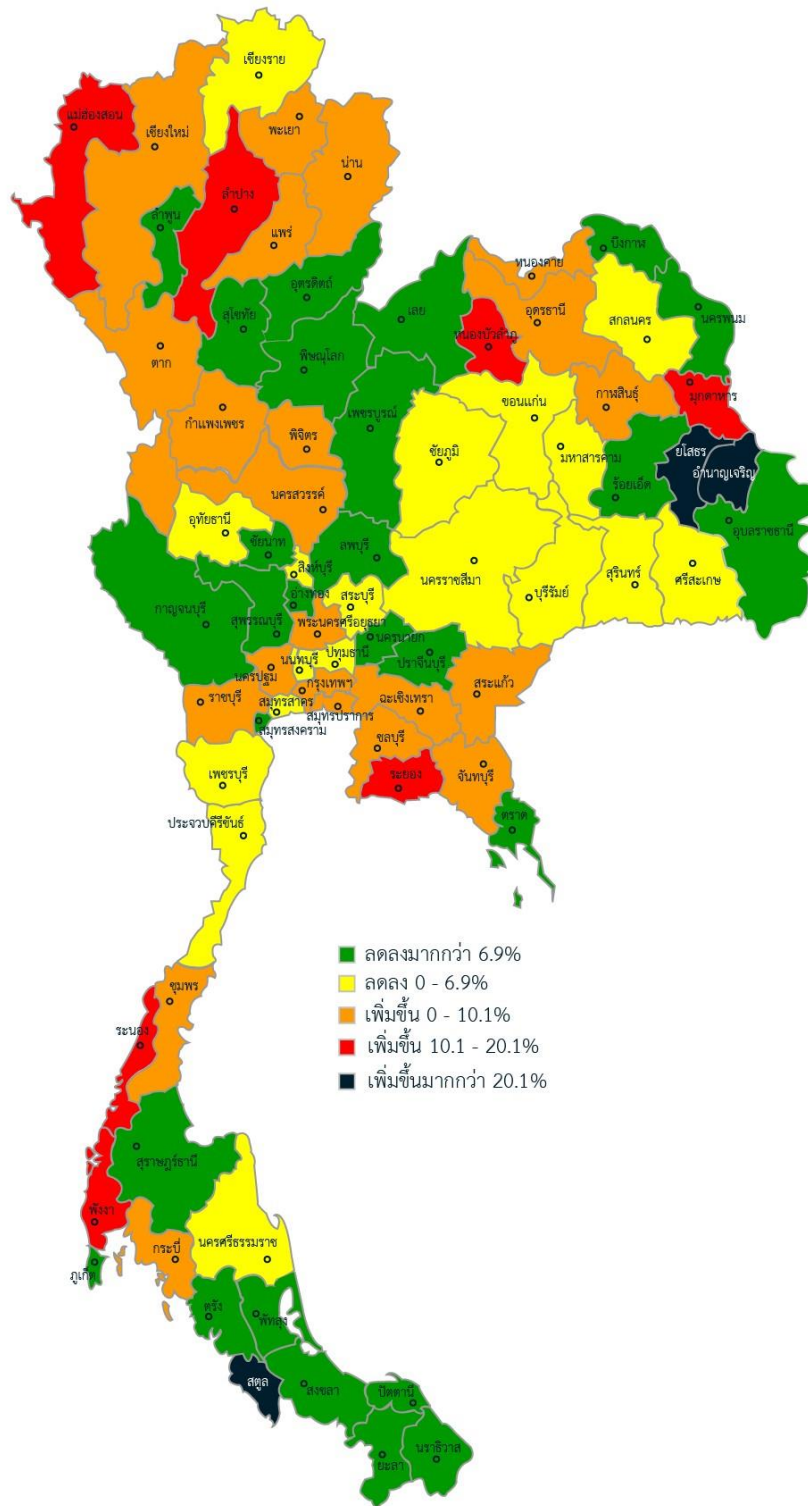 เชียงราย
แม่ฮ่องสอน
เชียงใหม่
พะเยา
น่าน
ลำปาง
ลำพูน
แพร่
บึงกาฬ
หนองคาย
อุตรดิตถ์
นครพนม
สุโขทัย
เลย
อุดรธานี
สกลนคร
หนองบัวลำภู
ตาก
พิษณุโลก
มุกดาหาร
ขอนแก่น
กาฬสินธุ์
กำแพงเพชร
เพชรบูรณ์
พิจิตร
ชัยภูมิ
มหาสารคาม
ยโสธร
ร้อยเอ็ด
อำนาญเจริญ
นครสวรรค์
อุทัยธานี
อุบลราชธานี
ชัยนาท
ลพบุรี
สิงห์บุรี
นครราชสีมา
สุรินทร์
ศรีสะเกษ
บุรีรัมย์
อ่างทอง
สระบุรี
กาญจนบุรี
สุพรรณบุรี
พระนครศรีอยุธยา
นครนายก
ปทุมธานี
ปราจีนบุรี
นนทบุรี
นครปฐม
กรุงเทพฯ
สระแก้ว
ราชบุรี
ฉะเชิงเทรา
สมุทรสาคร
สมุทรปราการ
สมุทรสงคราม
ชลบุรี
ระยอง
จันทบุรี
เพชรบุรี
ตราด
ประจวบคีรีขันธ์
ลดลงมากกว่า 6.9%
ลดลง 0 - 6.9%
เพิ่มขึ้น 0 - 10.1%
เพิ่มขึ้น 10.1 - 20.1%
เพิ่มขึ้นมากกว่า 20.1%
ชุมพร
ระนอง
สุราษฎร์ธานี
พังงา
กระบี่
นครศรีธรรมราช
ภูเก็ต
ตรัง
พัทลุง
สตูล
สงขลา
ปัตตานี
ยะลา
นราธิวาส